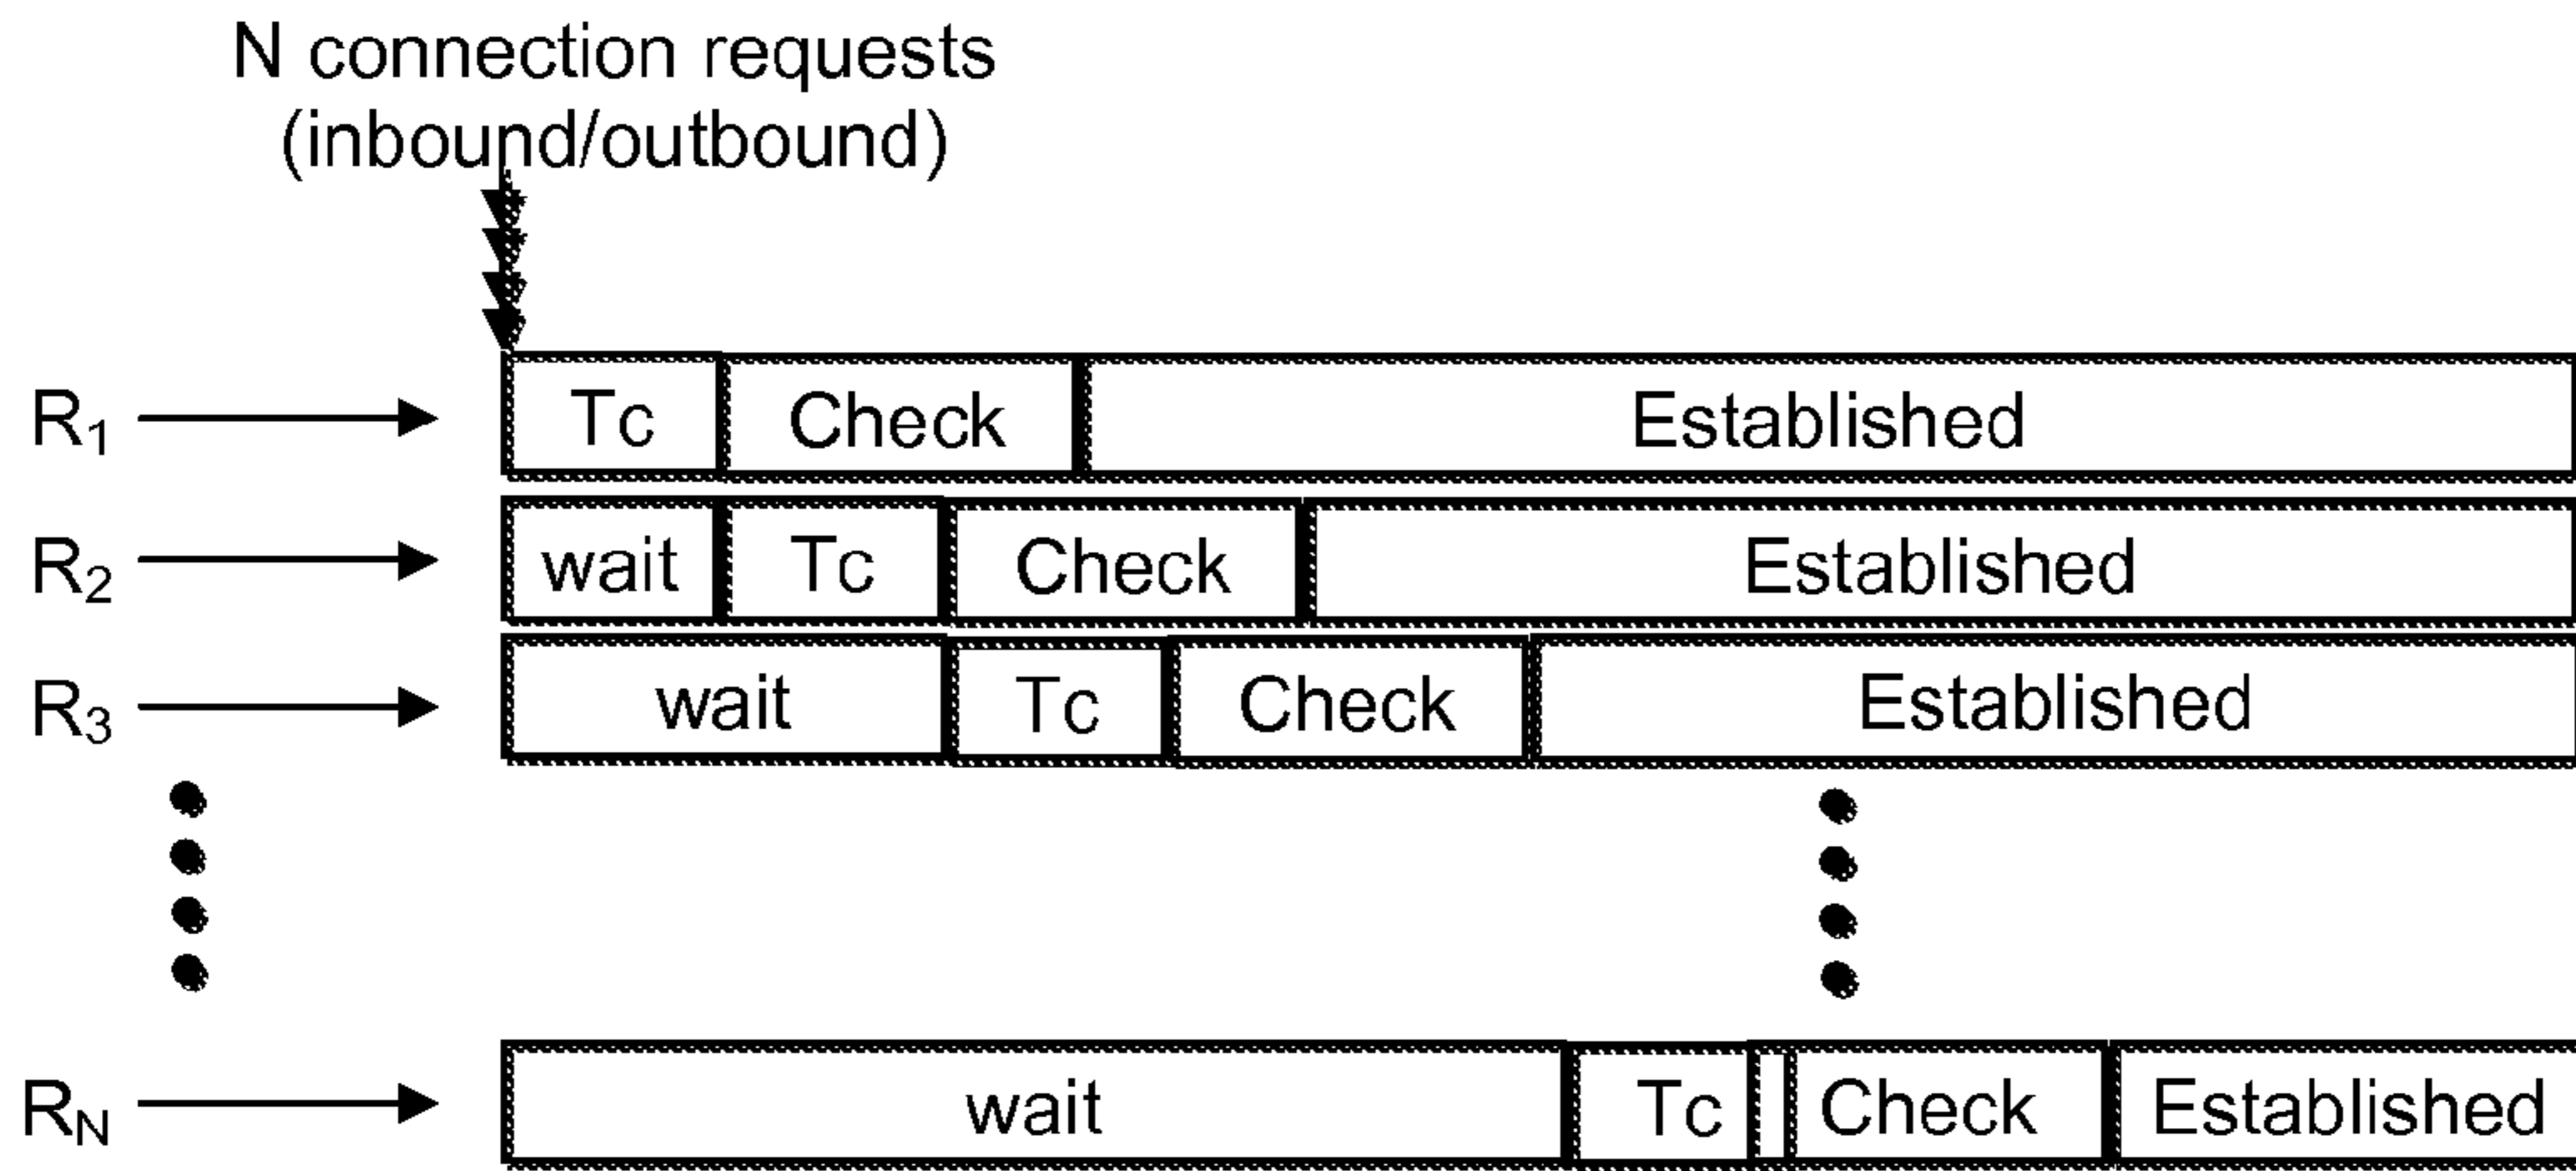 N connection requests
(inbound/outbound)
R1 Tc Check Established
R2 wait Tc Check Established
R3 wait Tc Check Established
RN wait Tc Check Established